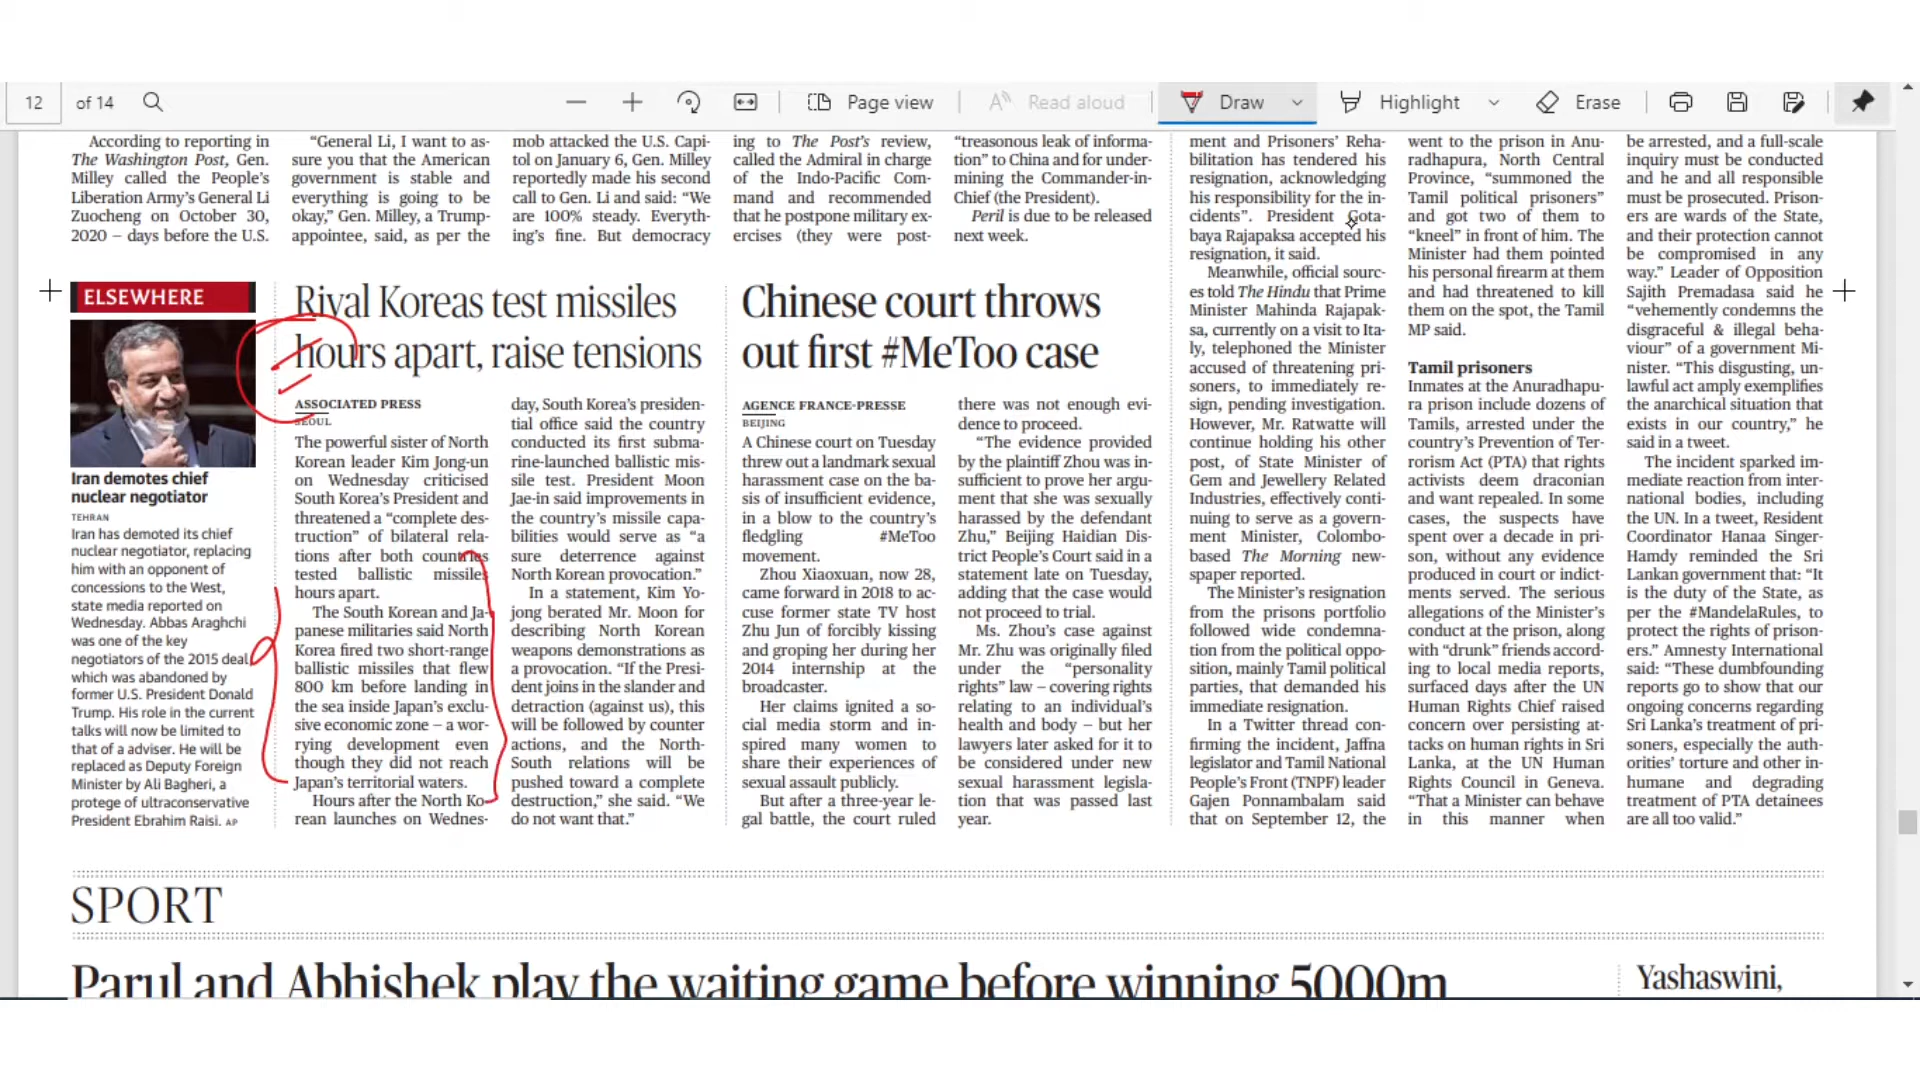 12 of 14 Page view Read aloud Draw Highlight Erase
According to reporting in
The Washington Post, Gen.
Milley called the People's
Liberation Army's General Li
Zuocheng on October 30,
2020 – days before the U.S.
“General Li, I want to as-
sure you that the American
government is stable and
everything is going to be
okay,” Gen. Milley, a Trump-
appointee, said, as per the
mob attacked the U.S. Capi-
tol on January 6, Gen. Milley
reportedly made his second
call to Gen. Li and said: “We
are 100% steady. Everyth-
ing's fine. But democracy
ing to The Post's review,
called the Admiral in charge
of the Indo-Pacific Com-
mand and recommended
that he postpone military ex-
ercises (they were post-
“treasonous leak of informa-
tion” to China and for under-
mining the Commander-in-
Chief (the President).
Peril is due to be released
next week.
ELSEWHERE
Iran demotes chief
nuclear negotiator
TEHRAN
Iran has demoted its chief
nuclear negotiator, replacing
him with an opponent of
concessions to the West,
state media reported on
Wednesday. Abbas Araghchi
was one of the key
negotiators of the 2015 deal
which was abandoned by
former U.S. President Donald
Trump. His role in the current
talks will now be limited to
that of a adviser. He will be
replaced as Deputy Foreign
Minister by Ali Bagheri, a
protege of ultraconservative
President Ebrahim Raisi. AP
Rival Koreas test missiles
hours apart, raise tensions
ASSOCIATED PRESS
SEOUL
The powerful sister of North
Korean leader Kim Jong-un
on Wednesday criticised
South Korea's President and
threatened a “complete des-
truction” of bilateral rela-
tions after both countries
tested ballistic missiles
hours apart.
The South Korean and Ja-
panese militaries said North
Korea fired two short-range
ballistic missiles that flew
800 km before landing in
the sea inside Japan's exclu-
sive economic zone – a wor-
rying development even
though they did not reach
Japan's territorial waters.
Hours after the North Ko-
rean launches on Wednes-
day, South Korea's presiden-
tial office said the country
conducted its first subma-
rine-launched ballistic mis-
sile test. President Moon
Jae-in said improvements in
the country's missile capa-
bilities would serve as “a
sure deterrence against
North Korean provocation.”
In a statement, Kim Yo-
jong berated Mr. Moon for
describing North Korean
weapons demonstrations as
a provocation. “If the Presi-
dent joins in the slander and
detraction (against us), this
will be followed by counter
actions, and the North-
South relations will be
pushed toward a complete
destruction,” she said. “We
do not want that.”
Chinese court throws
out first #MeToo case
AGENCE FRANCE-PRESSE
BEIJING
A Chinese court on Tuesday
threw out a landmark sexual
harassment case on the ba-
sis of insufficient evidence,
in a blow to the country's
fledgling #MeToo
movement.
Zhou Xiaoxuan, now 28,
came forward in 2018 to ac-
cuse former state TV host
Zhu Jun of forcibly kissing
and groping her during her
2014 internship at the
broadcaster.
Her claims ignited a so-
cial media storm and in-
spired many women to
share their experiences of
sexual assault publicly.
But after a three-year le-
gal battle, the court ruled
there was not enough evi-
dence to proceed.
“The evidence provided
by the plaintiff Zhou was in-
sufficient to prove her argu-
ment that she was sexually
harassed by the defendant
Zhu,” Beijing Haidian Dis-
trict People's Court said in a
statement late on Tuesday,
adding that the case would
not proceed to trial.
Ms. Zhou's case against
Mr. Zhu was originally filed
under the “personality
rights” law – covering rights
relating to an individual's
health and body – but her
lawyers later asked for it to
be considered under new
sexual harassment legisla-
tion that was passed last
year.
ment and Prisoners' Reha-
bilitation has tendered his
resignation, acknowledging
his responsibility for the in-
cidents”. President Gota-
baya Rajapaksa accepted his
resignation, it said.
Meanwhile, official sourc-
es told The Hindu that Prime
Minister Mahinda Rajapak-
sa, currently on a visit to Ita-
ly, telephoned the Minister
accused of threatening pri-
soners, to immediately re-
sign, pending investigation.
However, Mr. Ratwatte will
continue holding his other
post, of State Minister of
Gem and Jewellery Related
Industries, effectively conti-
nuing to serve as a govern-
ment Minister, Colombo-
based The Morning news-
paper reported.
The Minister's resignation
from the prisons portfolio
followed wide condemna-
tion from the political oppo-
sition, mainly Tamil political
parties, that demanded his
immediate resignation.
In a Twitter thread con-
firming the incident, Jaffna
legislator and Tamil National
People's Front (TNPF) leader
Gajen Ponnambalam said
that on September 12, the
went to the prison in Anu-
radhapura, North Central
Province, “summoned the
Tamil political prisoners”
and got two of them to
“kneel” in front of him. The
Minister had them pointed
his personal firearm at them
and had threatened to kill
them on the spot, the Tamil
MP said.
Tamil prisoners
Inmates at the Anuradhapu-
ra prison include dozens of
Tamils, arrested under the
country's Prevention of Ter-
rorism Act (PTA) that rights
activists deem draconian
and want repealed. In some
cases, the suspects have
spent over a decade in pri-
son, without any evidence
produced in court or indict-
ments served. The serious
allegations of the Minister's
conduct at the prison, along
with “drunk” friends accord-
ing to local media reports,
surfaced days after the UN
Human Rights Chief raised
concern over persisting at-
tacks on human rights in Sri
Lanka, at the UN Human
Rights Council in Geneva.
“That a Minister can behave
in this manner when
be arrested, and a full-scale
inquiry must be conducted
and he and all responsible
must be prosecuted. Prison-
ers are wards of the State,
and their protection cannot
be compromised in any
way.” Leader of Opposition
Sajith Premadasa said he
“vehemently condemns the
disgraceful & illegal beha-
viour” of a government Mi-
nister. “This disgusting, un-
lawful act amply exemplifies
the anarchical situation that
exists in our country,” he
said in a tweet.
The incident sparked im-
mediate reaction from inter-
national bodies, including
the UN. In a tweet, Resident
Coordinator Hanaa Singer-
Hamdy reminded the Sri
Lankan government that: “It
is the duty of the State, as
per the #MandelaRules, to
protect the rights of prison-
ers.” Amnesty International
said: “These dumbfounding
reports go to show that our
ongoing concerns regarding
Sri Lanka's treatment of pri-
soners, especially the auth-
orities' torture and other in-
humane and degrading
treatment of PTA detainees
are all too valid.”
SPORT
Parul and Abhishek play the waiting game before winning 5000m
Yashaswini,